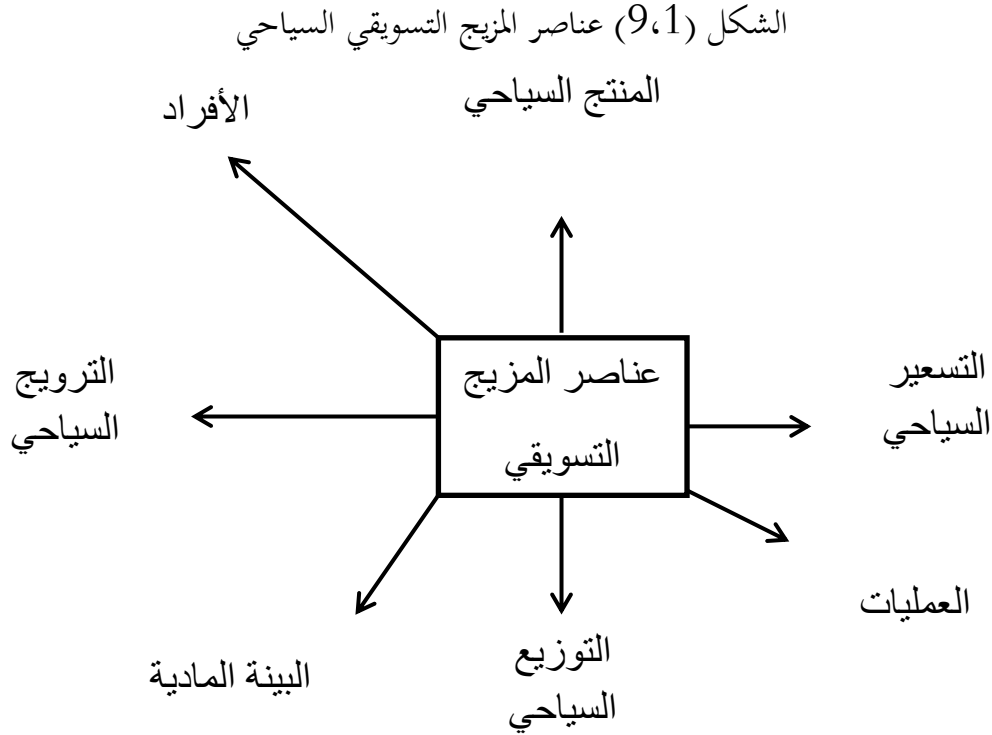 الشكل (9،1) عناصر المزيج التسويقي السياحي
المنتج السياحي
الأفراد
التسعير
السياحي
عناصر المزيج
التسويقي
الترويج
السياحي
العمليات
التوزيع
السياحي
البينة المادية